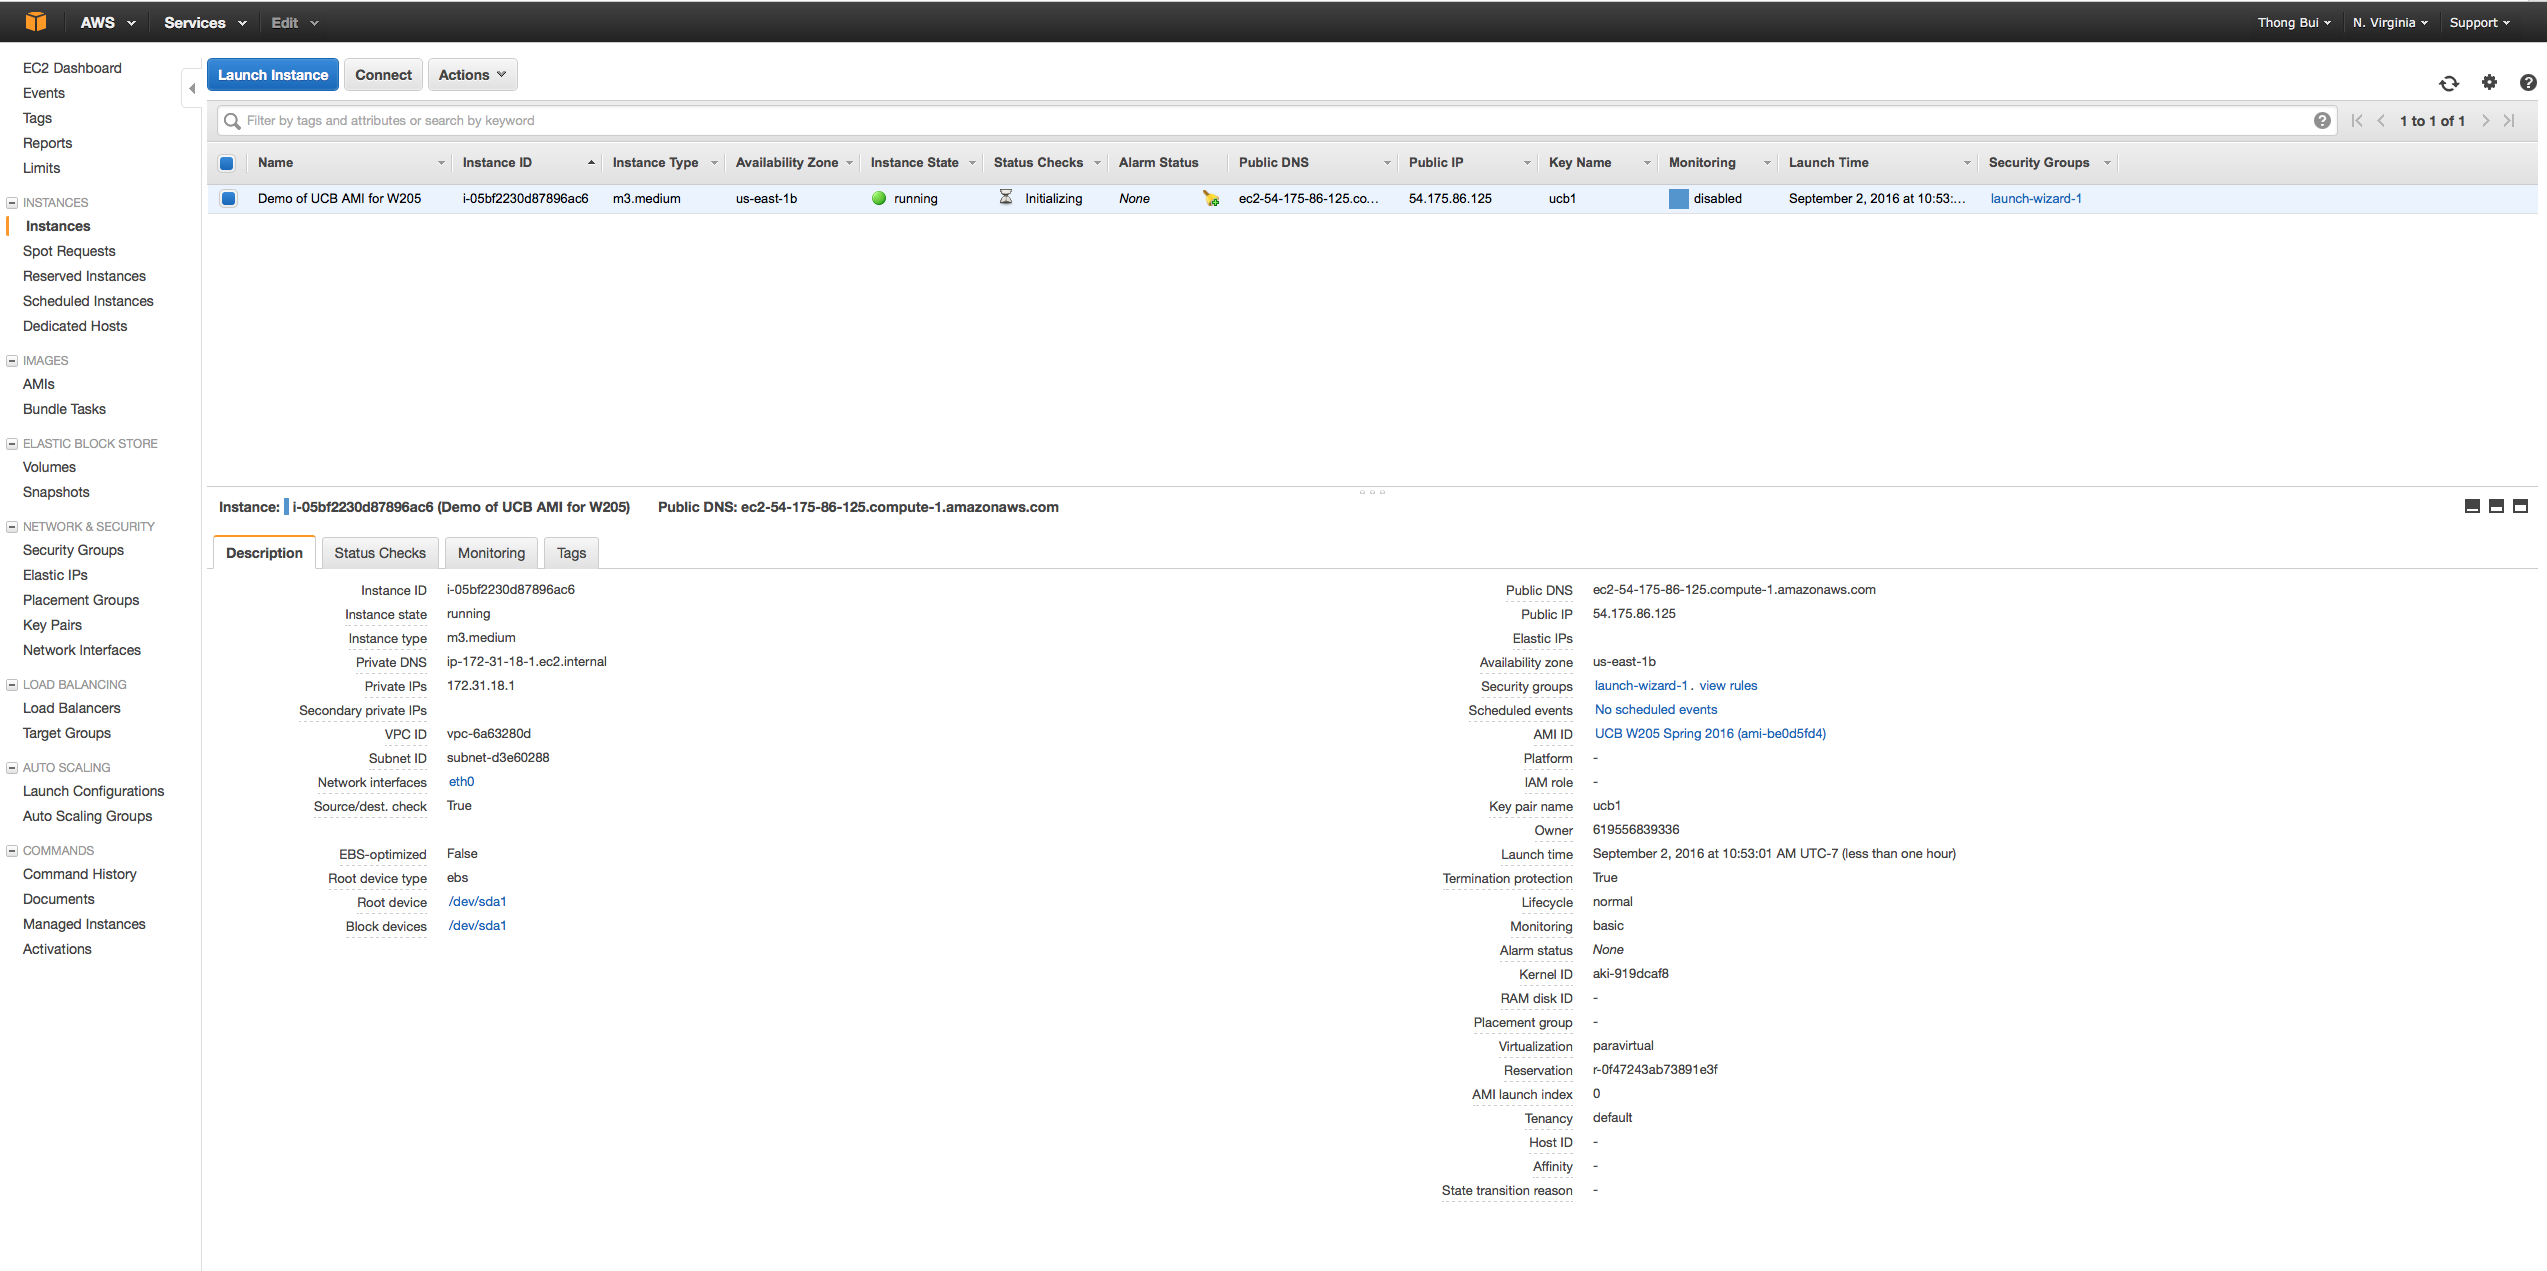 AWS Services Edit Thong Bui N. Virginia Support
EC2 Dashboard
Events
Tags
Reports
Limits
INSTANCES
Instances
Spot Requests
Reserved Instances
Scheduled Instances
Dedicated Hosts
IMAGES
AMIs
Bundle Tasks
ELASTIC BLOCK STORE
Volumes
Snapshots
NETWORK & SECURITY
Security Groups
Elastic IPs
Placement Groups
Key Pairs
Network Interfaces
LOAD BALANCING
Load Balancers
Target Groups
AUTO SCALING
Launch Configurations
Auto Scaling Groups
COMMANDS
Command History
Documents
Managed Instances
Activations
Launch Instance Connect Actions
Filter by tags and attributes or search by keyword 1 to 1 of 1
Name Instance ID Instance Type Availability Zone Instance State Status Checks Alarm Status Public DNS Public IP Key Name Monitoring Launch Time Security Groups
Demo of UCB AMI for W205 i-05bf2230d87896ac6 m3.medium us-east-1b running Initializing None ec2-54-175-86-125.co... 54.175.86.125 ucb1 disabled September 2, 2016 at 10:53:... launch-wizard-1
Instance: i-05bf2230d87896ac6 (Demo of UCB AMI for W205) Public DNS: ec2-54-175-86-125.compute-1.amazonaws.com
Description Status Checks Monitoring Tags
Instance ID i-05bf2230d87896ac6
Instance state running
Instance type m3.medium
Private DNS ip-172-31-18-1.ec2.internal
Private IPs 172.31.18.1
Secondary private IPs
VPC ID vpc-6a63280d
Subnet ID subnet-d3e60288
Network interfaces eth0
Source/dest. check True
EBS-optimized False
Root device type ebs
Root device /dev/sda1
Block devices /dev/sda1
Public DNS ec2-54-175-86-125.compute-1.amazonaws.com
Public IP 54.175.86.125
Elastic IPs
Availability zone us-east-1b
Security groups launch-wizard-1. view rules
Scheduled events No scheduled events
AMI ID UCB W205 Spring 2016 (ami-be0d5fd4)
Platform -
IAM role -
Key pair name ucb1
Owner 619556839336
Launch time September 2, 2016 at 10:53:01 AM UTC-7 (less than one hour)
Termination protection True
Lifecycle normal
Monitoring basic
Alarm status None
Kernel ID aki-919dcaf8
RAM disk ID -
Placement group -
Virtualization paravirtual
Reservation r-0f47243ab73891e3f
AMI launch index 0
Tenancy default
Host ID -
Affinity -
State transition reason -